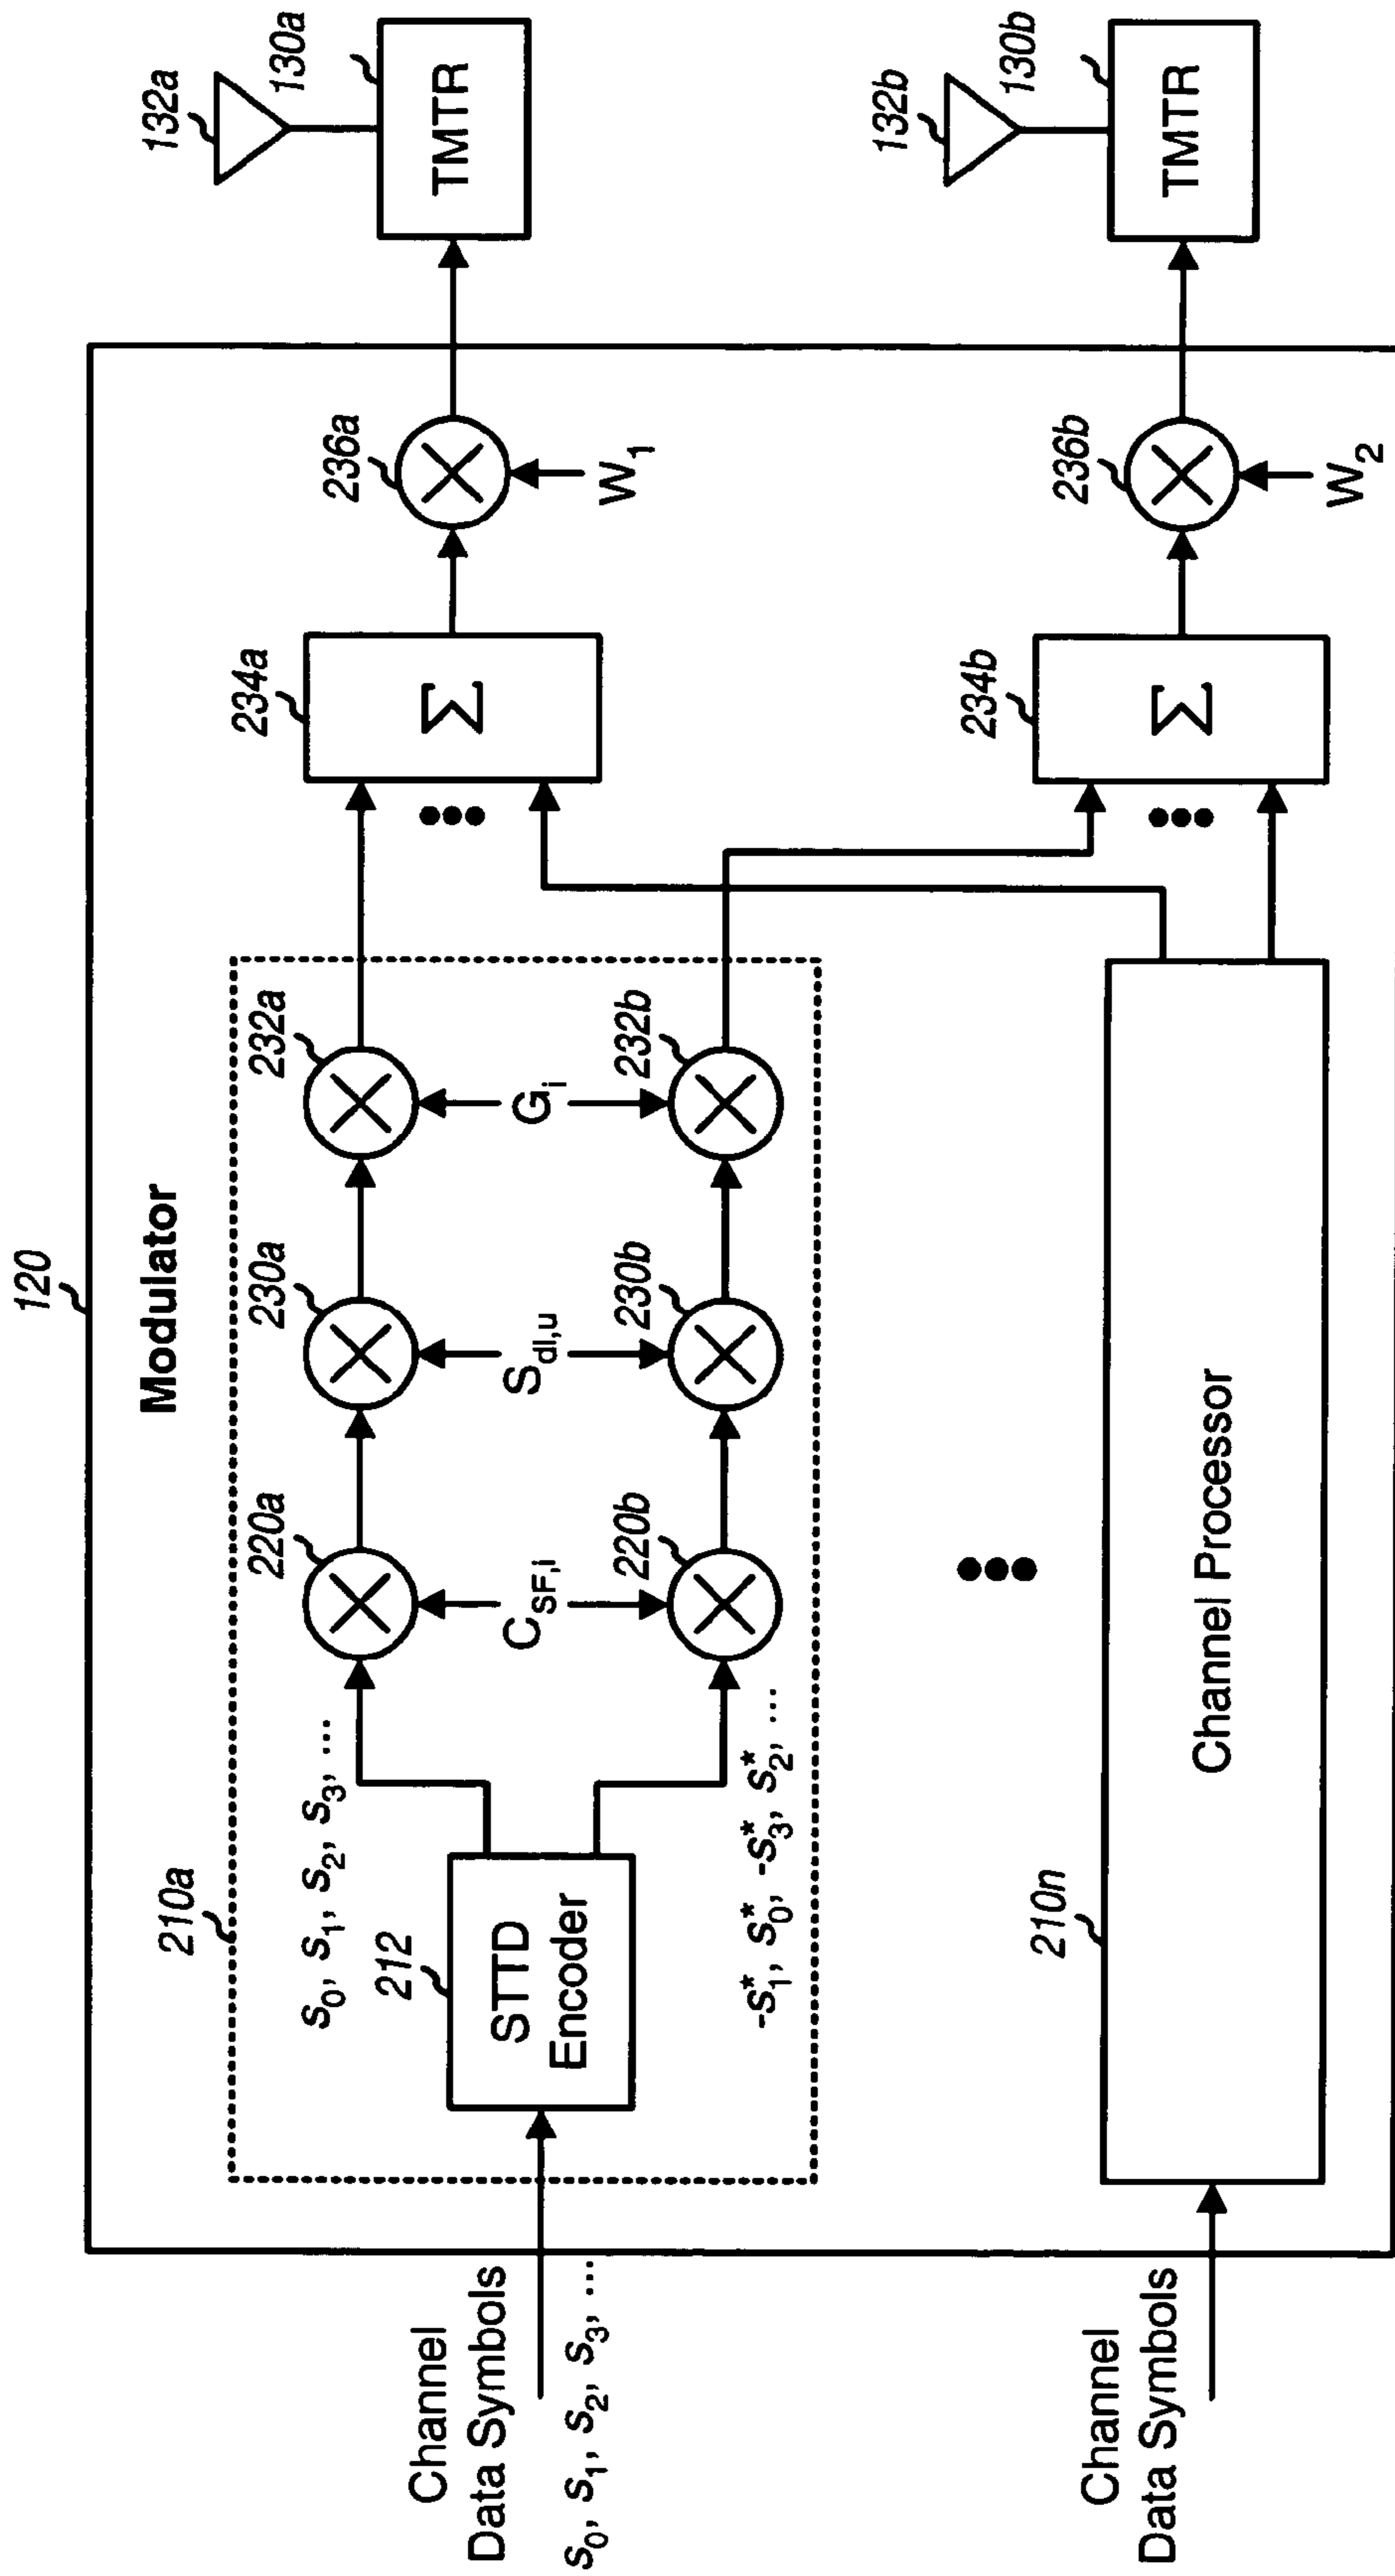 120
Modulator
Channel
Data Symbols
s0, s1, s2, s3, ...
210a
s0, s1, s2, s3, ...
212
STTD
Encoder
-s1*, s0*, -s3*, s2*, ...
220a
CSF,i
220b
230a
Sdl,u
230b
232a
Gi
232b
234a
Σ
236a
W1
132a
130a
TMTR
234b
Σ
236b
W2
132b
130b
TMTR
Channel
Data Symbols
210n
Channel Processor